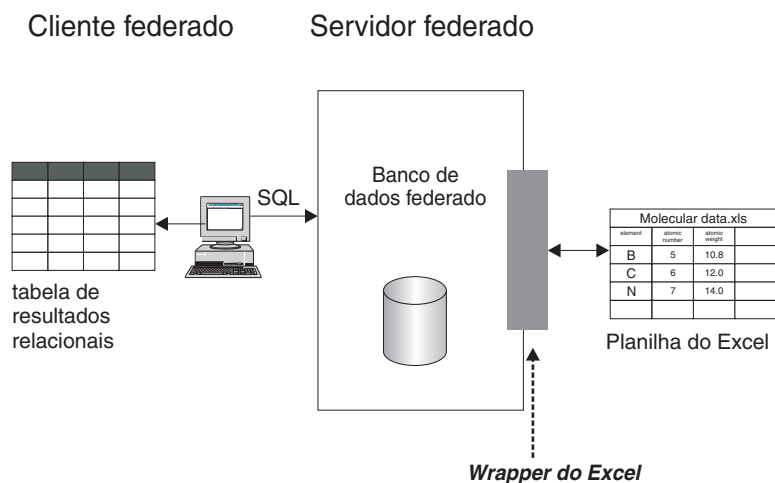 Cliente federado
Servidor federado
SQL
Banco de
dados federado
tabela de
resultados
relacionais
Molecular data.xls
element atomic number atomic weight
B 5 10.8
C 6 12.0
N 7 14.0
Planilha do Excel
Wrapper do Excel